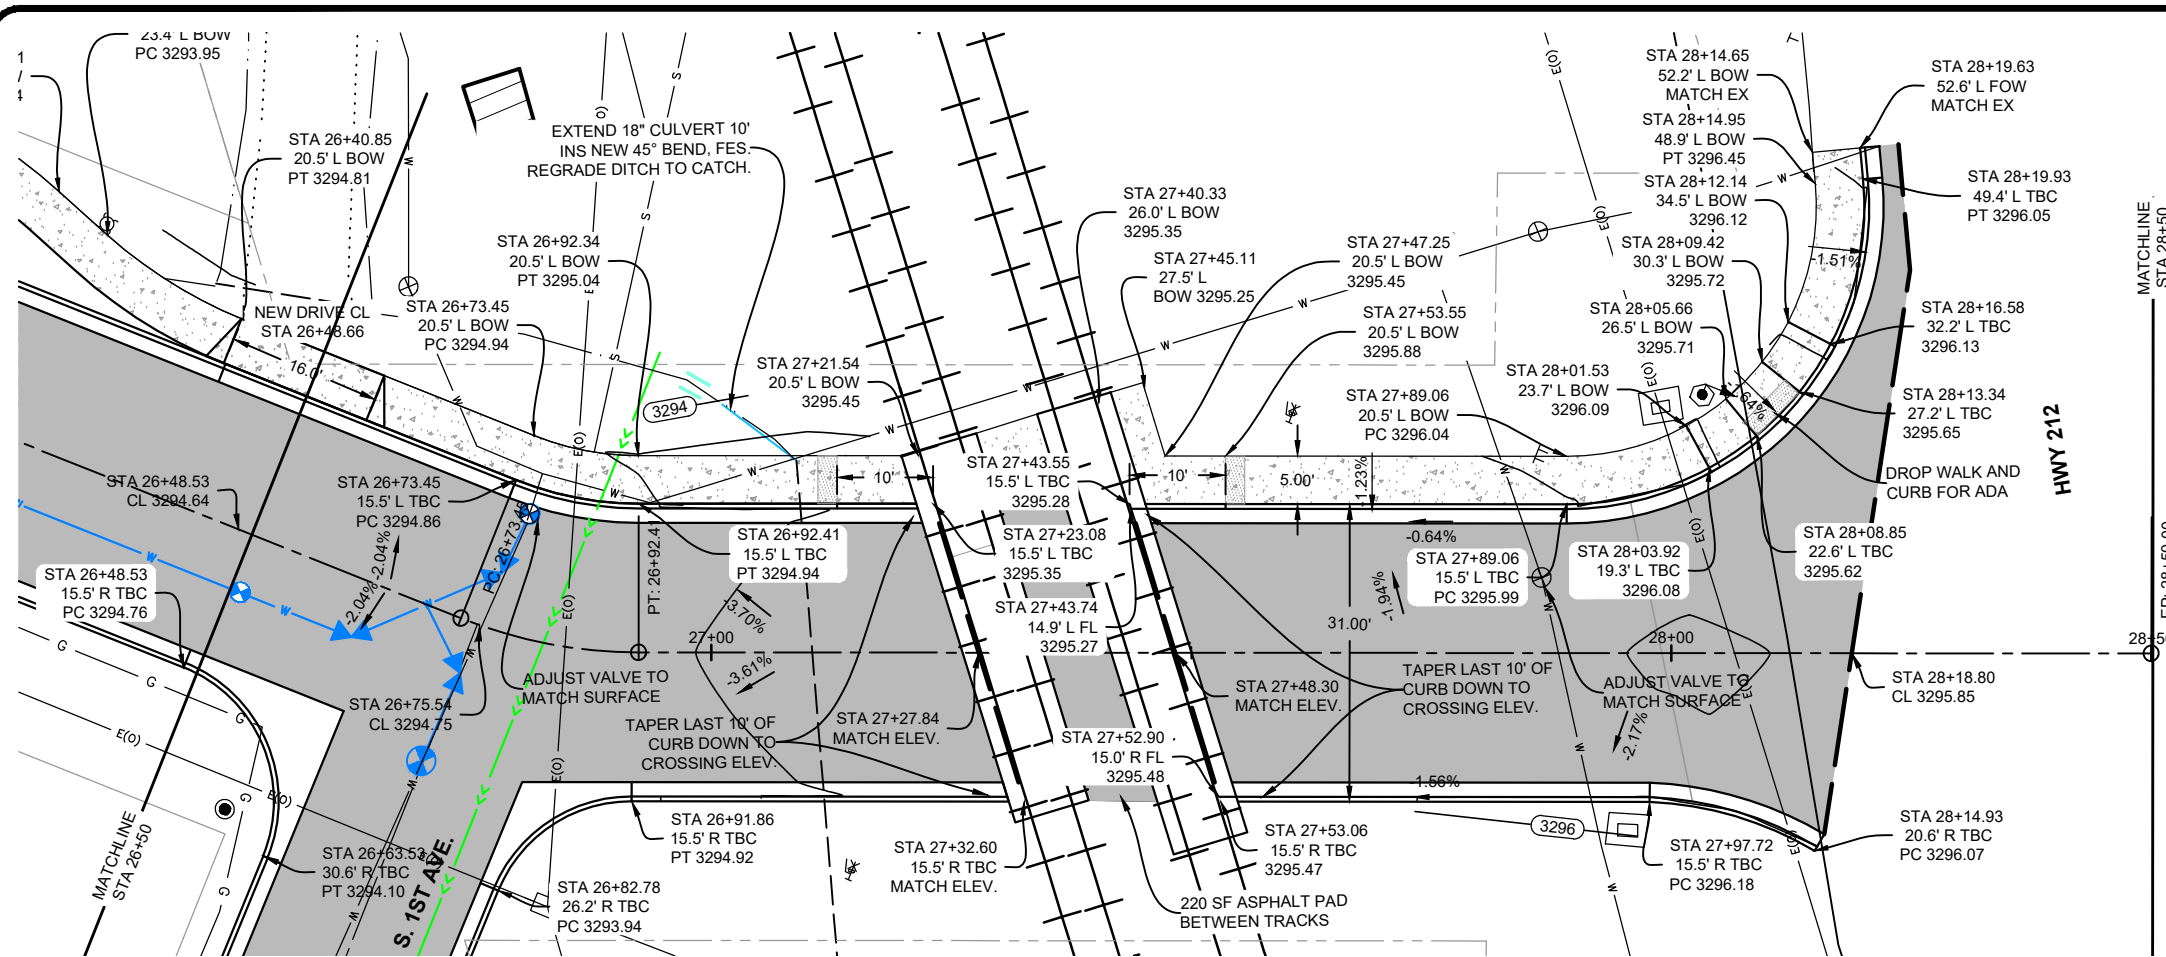 23.4' L BOW
PC 3293.95
STA 26+40.85
20.5' L BOW
PT 3294.81
EXTEND 18" CULVERT 10'
INS NEW 45° BEND, FES.
REGRADE DITCH TO CATCH.
STA 26+92.34
20.5' L BOW
PT 3295.04
NEW DRIVE CL
STA 26+48.66
STA 26+73.45
20.5' L BOW
PC 3294.94
16.0'
3294
STA 27+21.54
20.5' L BOW
3295.45
STA 27+40.33
26.0' L BOW
3295.35
STA 27+45.11
27.5' L
BOW 3295.25
STA 27+47.25
20.5' L BOW
3295.45
STA 27+53.55
20.5' L BOW
3295.88
STA 27+89.06
20.5' L BOW
PC 3296.04
STA 28+14.65
52.2' L BOW
MATCH EX
STA 28+14.95
48.9' L BOW
PT 3296.45
STA 28+12.14
34.5' L BOW
3296.12
STA 28+09.42
30.3' L BOW
3295.72
STA 28+05.66
26.5' L BOW
3295.71
STA 28+01.53
23.7' L BOW
3296.09
STA 28+19.63
52.6' L FOW
MATCH EX
STA 28+19.93
49.4' L TBC
PT 3296.05
-1.51%
STA 28+16.58
32.2' L TBC
3296.13
STA 28+13.34
27.2' L TBC
3295.65
DROP WALK AND
CURB FOR ADA
HWY 212
MATCHLINE
STA 28+50
STA 28+08.85
22.6' L TBC
3295.62
STA 26+48.53
CL 3294.64
STA 26+73.45
15.5' L TBC
PC 3294.86
STA 26+48.53
15.5' R TBC
PC 3294.76
-2.04%
-2.04%
PC: 26+73.45
PT: 26+92.41
STA 26+92.41
15.5' L TBC
PT 3294.94
10'
STA 27+43.55
15.5' L TBC
3295.28
STA 27+23.08
15.5' L TBC
3295.35
STA 27+43.74
14.9' L FL
3295.27
10'
5.00'
-1.23%
-0.64%
-1.94%
31.00'
STA 27+89.06
15.5' L TBC
PC 3295.99
STA 28+03.92
19.3' L TBC
3296.08
27+00
-3.70%
-3.61%
28+00
ADJUST VALVE TO
MATCH SURFACE
STA 26+75.54
CL 3294.75
TAPER LAST 10' OF
CURB DOWN TO
CROSSING ELEV.
STA 27+27.84
MATCH ELEV.
STA 27+48.30
MATCH ELEV.
TAPER LAST 10' OF
CURB DOWN TO
CROSSING ELEV.
ADJUST VALVE TO
MATCH SURFACE
-2.17%
STA 28+18.80
CL 3295.85
STA 27+52.90
15.0' R FL
3295.48
-1.56%
3296
STA 26+91.86
15.5' R TBC
PT 3294.92
STA 27+32.60
15.5' R TBC
MATCH ELEV.
STA 27+53.06
15.5' R TBC
3295.47
220 SF ASPHALT PAD
BETWEEN TRACKS
STA 27+97.72
15.5' R TBC
PC 3296.18
STA 28+14.93
20.6' R TBC
PC 3296.07
MATCHLINE
STA 26+50
STA 26+63.53
30.6' R TBC
PT 3294.10
S. 1ST AVE.
STA 26+82.78
26.2' R TBC
PC 3293.94